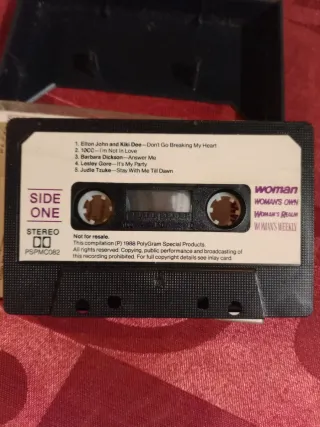 1. Elton John and Kiki Dee—Don't Go Breaking My Heart
2. 10CC—I'm Not In Love
3. Barbara Dickson—Answer Me
4. Lesley Gore—It's My Party
5. Judie Tzuke—Stay With Me Till Dawn
SIDE
ONE
STEREO
PSPMC082
woman
WOMAN'S OWN
WOMAN'S REALM
WOMAN'S WEEKLY
Not for resale.
This compilation (P) 1988 PolyGram Special Products.
All rights reserved. Copying, public performance and broadcasting of
this recording prohibited. For full copyright details see inlay card.